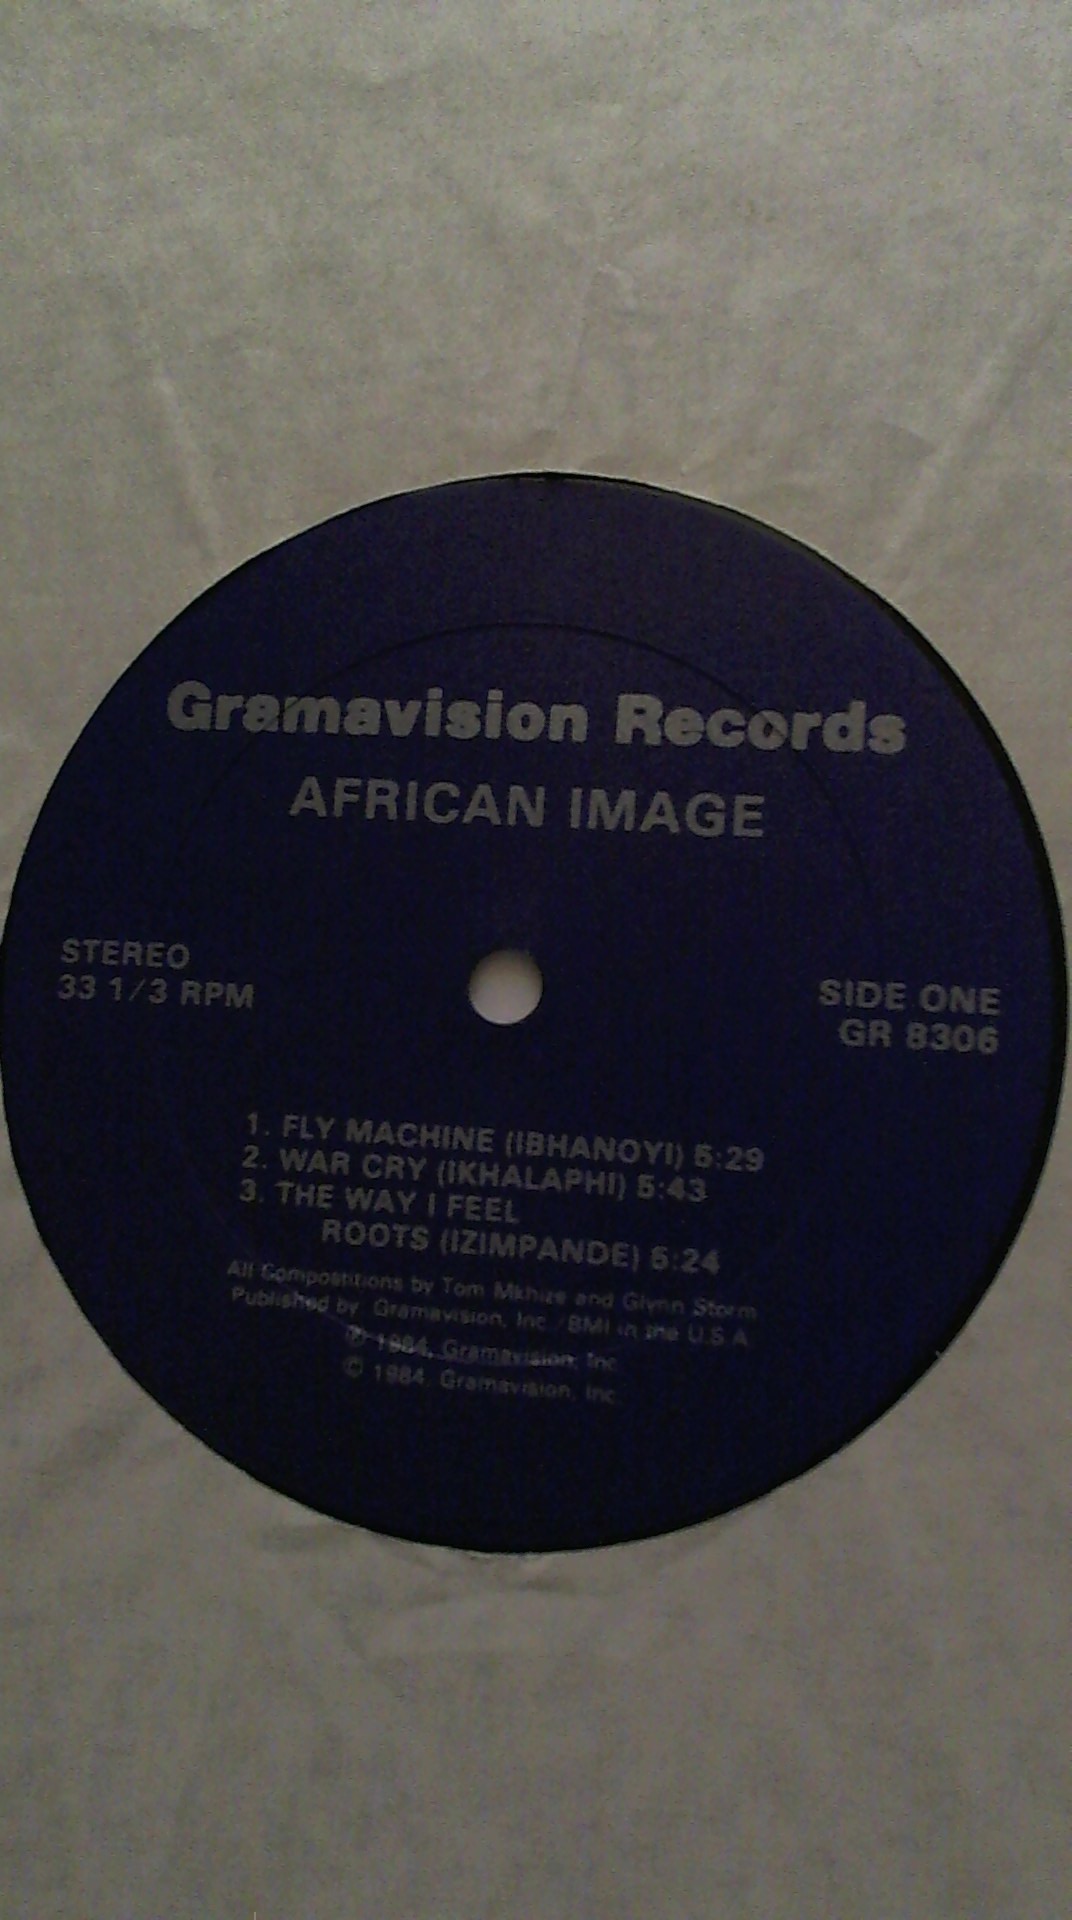 Gramavision Records
AFRICAN IMAGE
STEREO
33 1/3 RPM
SIDE ONE
GR 8306
1. FLY MACHINE (IBHANOYI) 5:29
2. WAR CRY (IKHALAPHI) 5:43
3. THE WAY I FEEL
ROOTS (IZIMPANDE) 5:24
All Compostitions by Tom Mkhize and Glynn Storm
Published by Gramavision, Inc./BMI in the U.S.A.
℗ 1984, Gramavision, Inc.
© 1984. Gramavision, Inc.